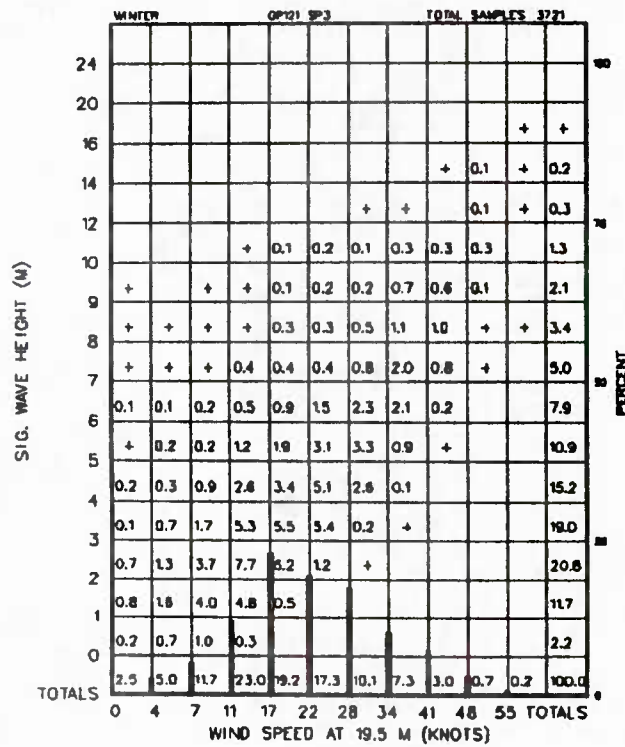 WINTER OP121 SP3 TOTAL SAMPLES 3721
24 100
20
16 + +
14 + 0.1 + 0.2
12 + + 0.1 + 0.3 75
10 + 0.1 0.2 0.1 0.3 0.3 0.3 1.3
9 + + + 0.1 0.2 0.2 0.7 0.6 0.1 2.1
8 + + + + 0.3 0.3 0.5 1.1 1.0 + + 3.4
7 + + + 0.4 0.4 0.4 0.8 2.0 0.8 + 5.0 50
6 0.1 0.1 0.2 0.5 0.9 1.5 2.3 2.1 0.2 7.9
5 + 0.2 0.2 1.2 1.9 3.1 3.3 0.9 + 10.9
4 0.2 0.3 0.9 2.6 3.4 5.1 2.6 0.1 15.2
3 0.1 0.7 1.7 5.3 5.5 5.4 0.2 + 19.0
2 0.7 1.3 3.7 7.7 6.2 1.2 + 20.8
1 0.8 1.6 4.0 4.8 0.5 11.7
0 0.2 0.7 1.0 0.3 2.2
TOTALS 2.5 5.0 11.7 23.0 19.2 17.3 10.1 7.3 3.0 0.7 0.2 100.0 0
0 4 7 11 17 22 28 34 41 48 55 TOTALS
WIND SPEED AT 19.5 M (KNOTS)
SIG. WAVE HEIGHT (M)
PERCENT